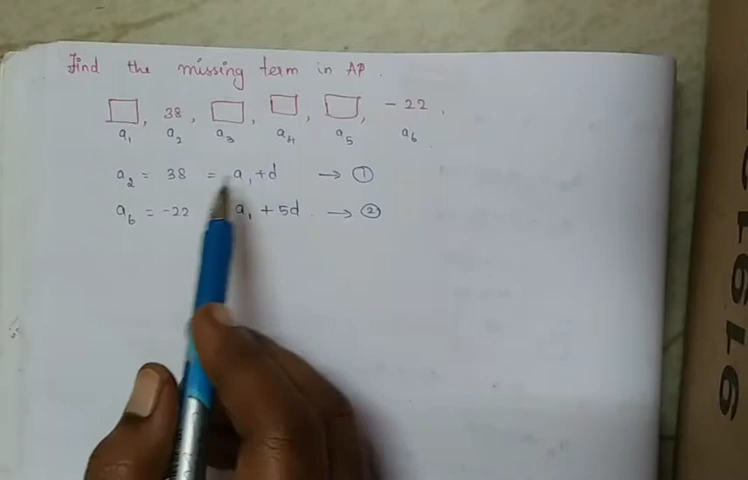 Find the missing term in AP.
☐, 38, ☐, ☐, ☐, -22.
a₁ a₂ a₃ a₄ a₅ a₆
a₂ = 38 = a₁ + d → ①
a₆ = -22 a₁ + 5d → ②
1916